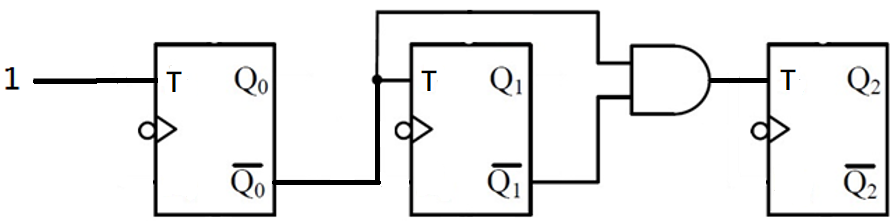 1 T Q₀ T Q₁ T Q₂
Q̅₀ Q̅₁ Q̅₂